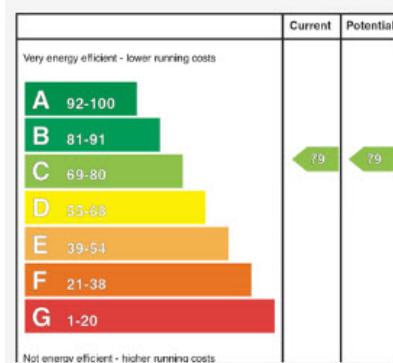 Current Potential
Very energy efficient - lower running costs
A 92-100
B 81-91
C 69-80 79 79
D 55-68
E 39-54
F 21-38
G 1-20
Not energy efficient - higher running costs